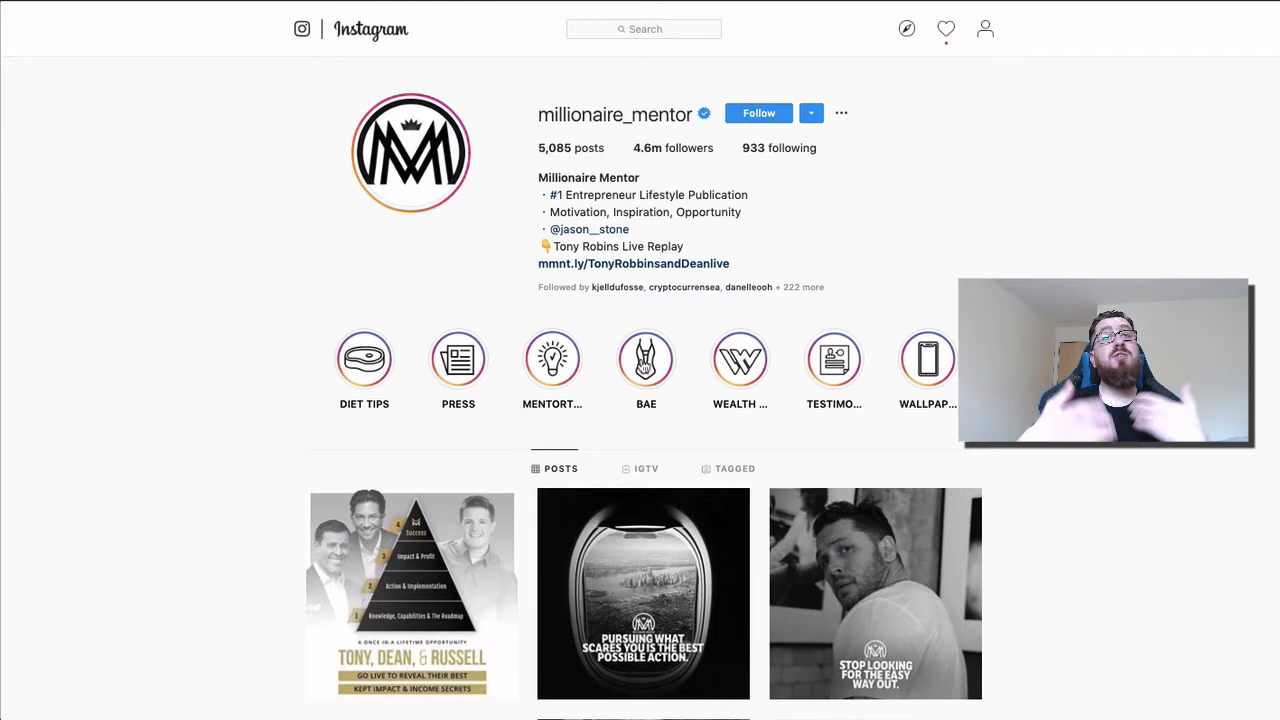 Instagram
Search
millionaire_mentor
Follow
5,085 posts 4.6m followers 933 following
Millionaire Mentor
· #1 Entrepreneur Lifestyle Publication
· Motivation, Inspiration, Opportunity
· @jason__stone
👇Tony Robins Live Replay
mmnt.ly/TonyRobbinsandDeanlive
Followed by kjelldufosse, cryptocurrensea, danelleooh + 222 more
DIET TIPS PRESS MENTORT... BAE WEALTH ... TESTIMO... WALLPAP...
POSTS IGTV TAGGED
4. Success
3. Impact & Profit
2. Action & Implementation
1. Knowledge, Capabilities & The Roadmap
A ONCE IN A LIFETIME OPPORTUNITY
TONY, DEAN, & RUSSELL
GO LIVE TO REVEAL THEIR BEST
KEPT IMPACT & INCOME SECRETS
PURSUING WHAT
SCARES YOU IS THE BEST
POSSIBLE ACTION.
STOP LOOKING
FOR THE EASY
WAY OUT.